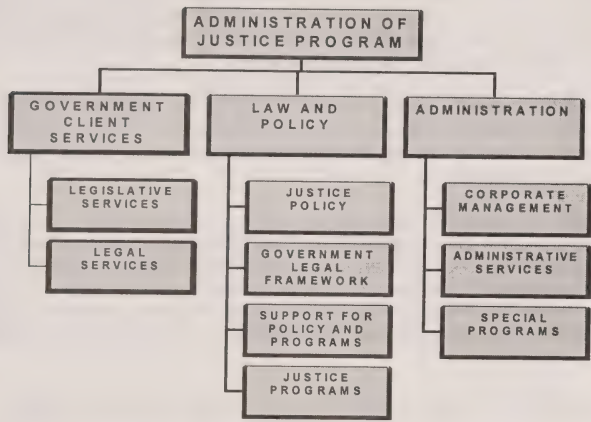 ADMINISTRATION OF
JUSTICE PROGRAM
GOVERNMENT
CLIENT
SERVICES
LEGISLATIVE
SERVICES
LEGAL
SERVICES
LAW AND
POLICY
JUSTICE
POLICY
GOVERNMENT
LEGAL
FRAMEWORK
SUPPORT FOR
POLICY AND
PROGRAMS
JUSTICE
PROGRAMS
ADMINISTRATION
CORPORATE
MANAGEMENT
ADMINISTRATIVE
SERVICES
SPECIAL
PROGRAMS